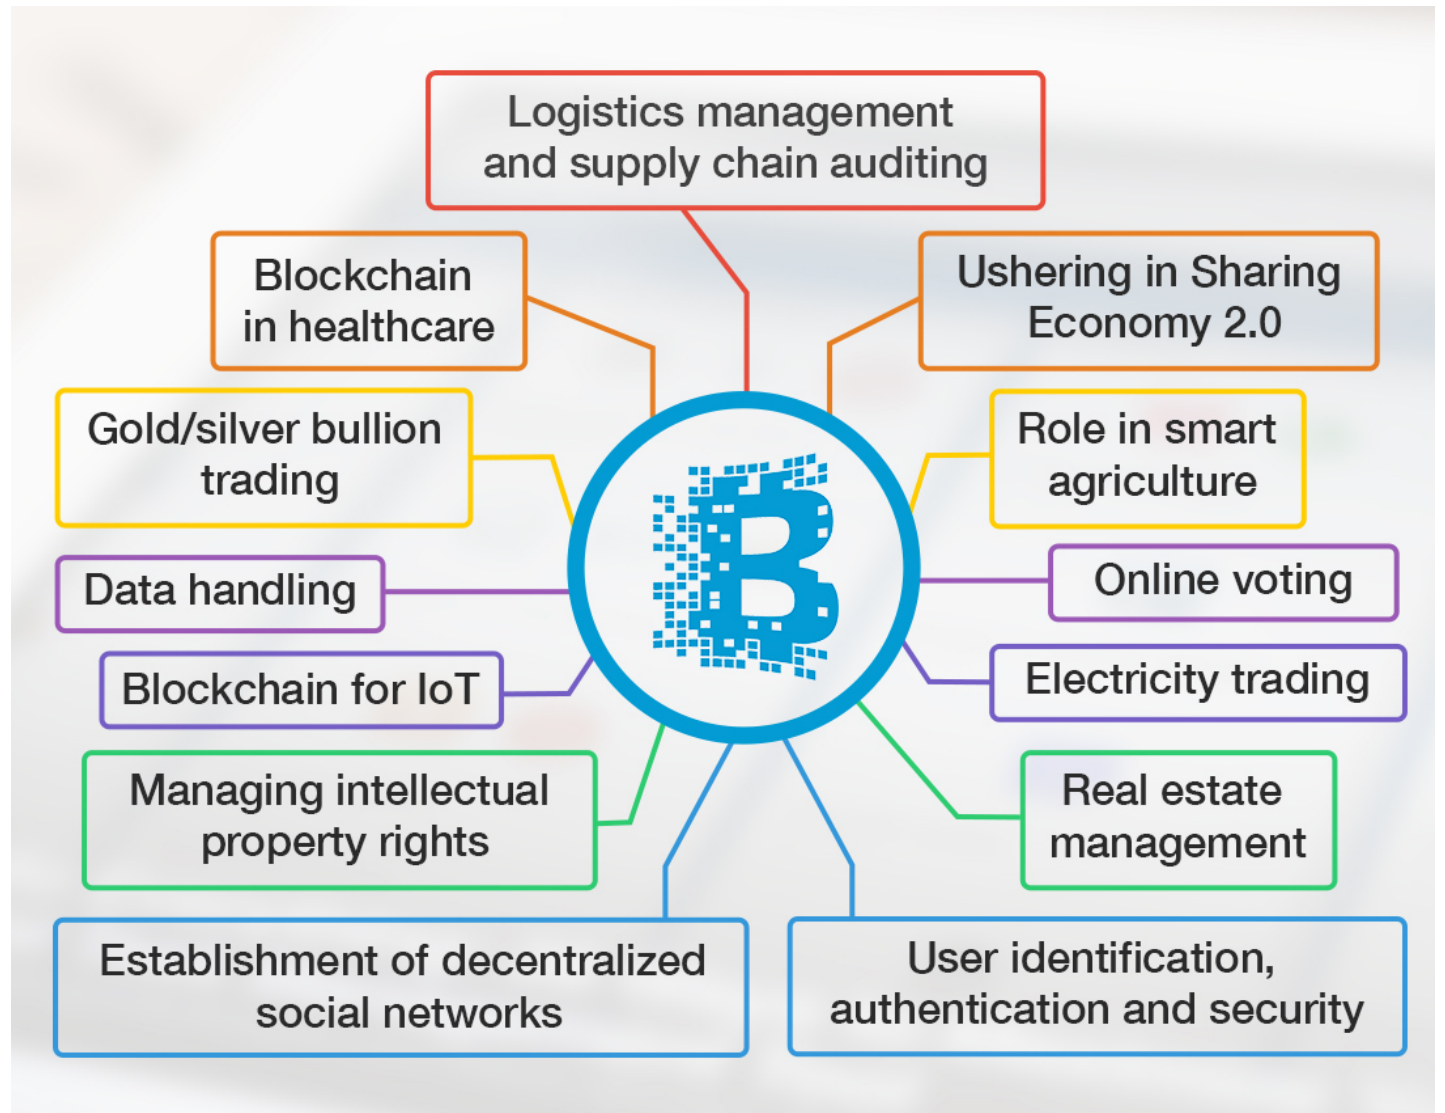 Logistics management
and supply chain auditing
Blockchain
in healthcare
Ushering in Sharing
Economy 2.0
Gold/silver bullion
trading
Role in smart
agriculture
Data handling
Online voting
Blockchain for IoT
Electricity trading
Managing intellectual
property rights
Real estate
management
Establishment of decentralized
social networks
User identification,
authentication and security